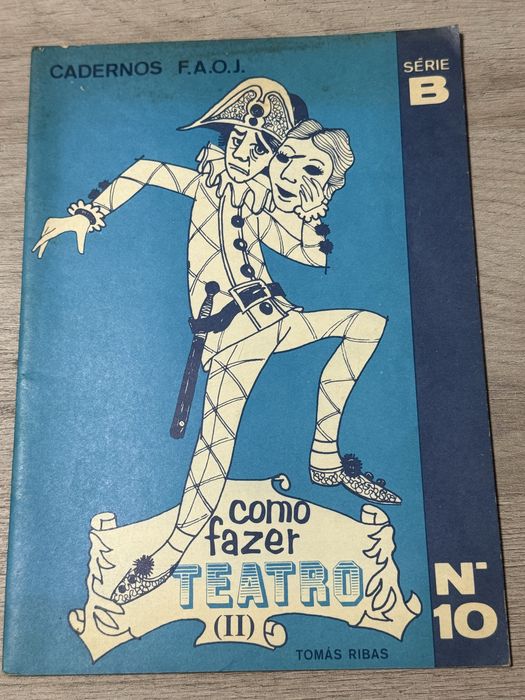 CADERNOS F.A.O.J.
SÉRIE
B
como
fazer
TEATRO
(II)
TOMÁS RIBAS
Nº
10